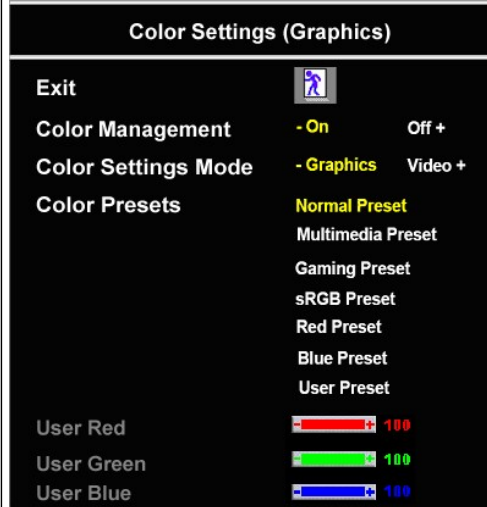 Color Settings (Graphics)
Exit
Color Management - On Off +
Color Settings Mode - Graphics Video +
Color Presets Normal Preset
Multimedia Preset
Gaming Preset
sRGB Preset
Red Preset
Blue Preset
User Preset
User Red - + 100
User Green - + 100
User Blue - + 100